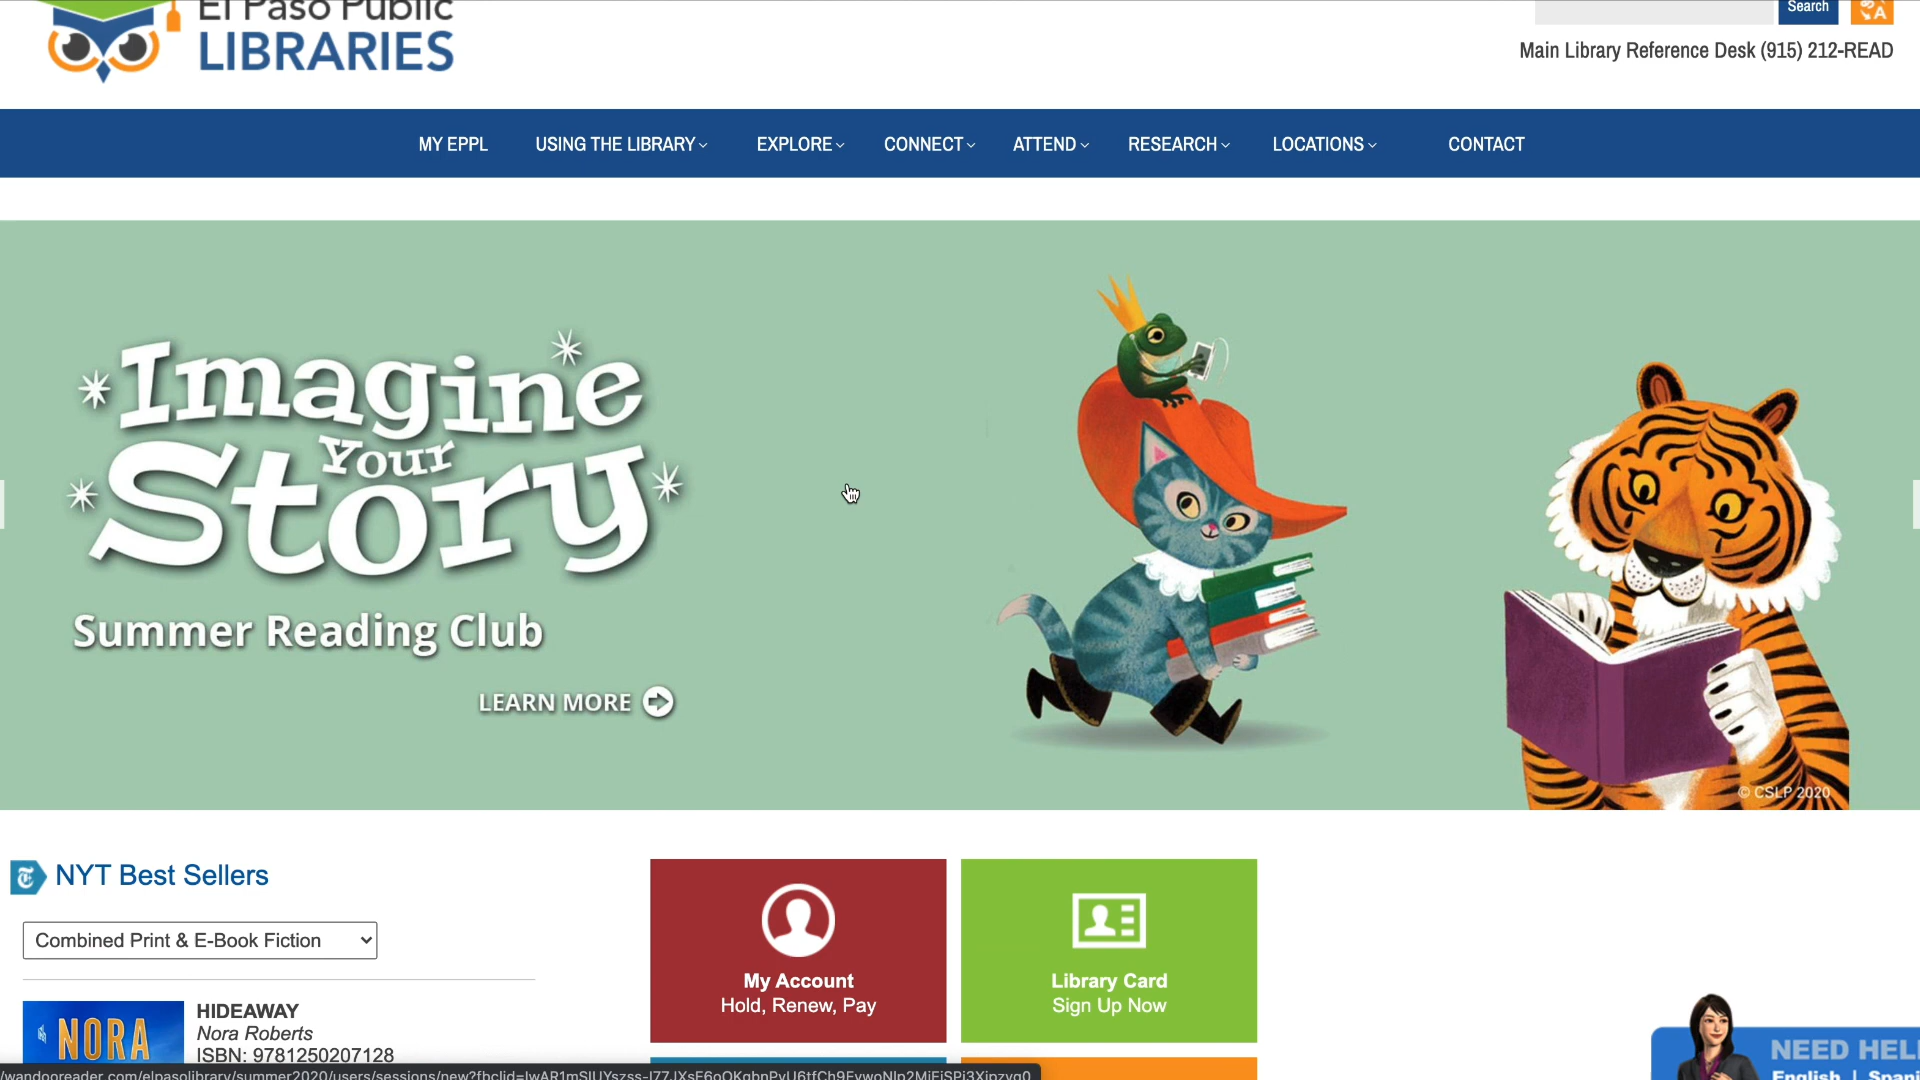 El Paso Public
LIBRARIES
Search
Main Library Reference Desk (915) 212-READ
MY EPPL
USING THE LIBRARY
EXPLORE
CONNECT
ATTEND
RESEARCH
LOCATIONS
CONTACT
Imagine
Your
Story
Summer Reading Club
LEARN MORE
© CSLP 2020
NYT Best Sellers
Combined Print & E-Book Fiction
HIDEAWAY
Nora Roberts
ISBN: 9781250207128
NORA
My Account
Hold, Renew, Pay
Library Card
Sign Up Now
NEED HEL
English | Spani